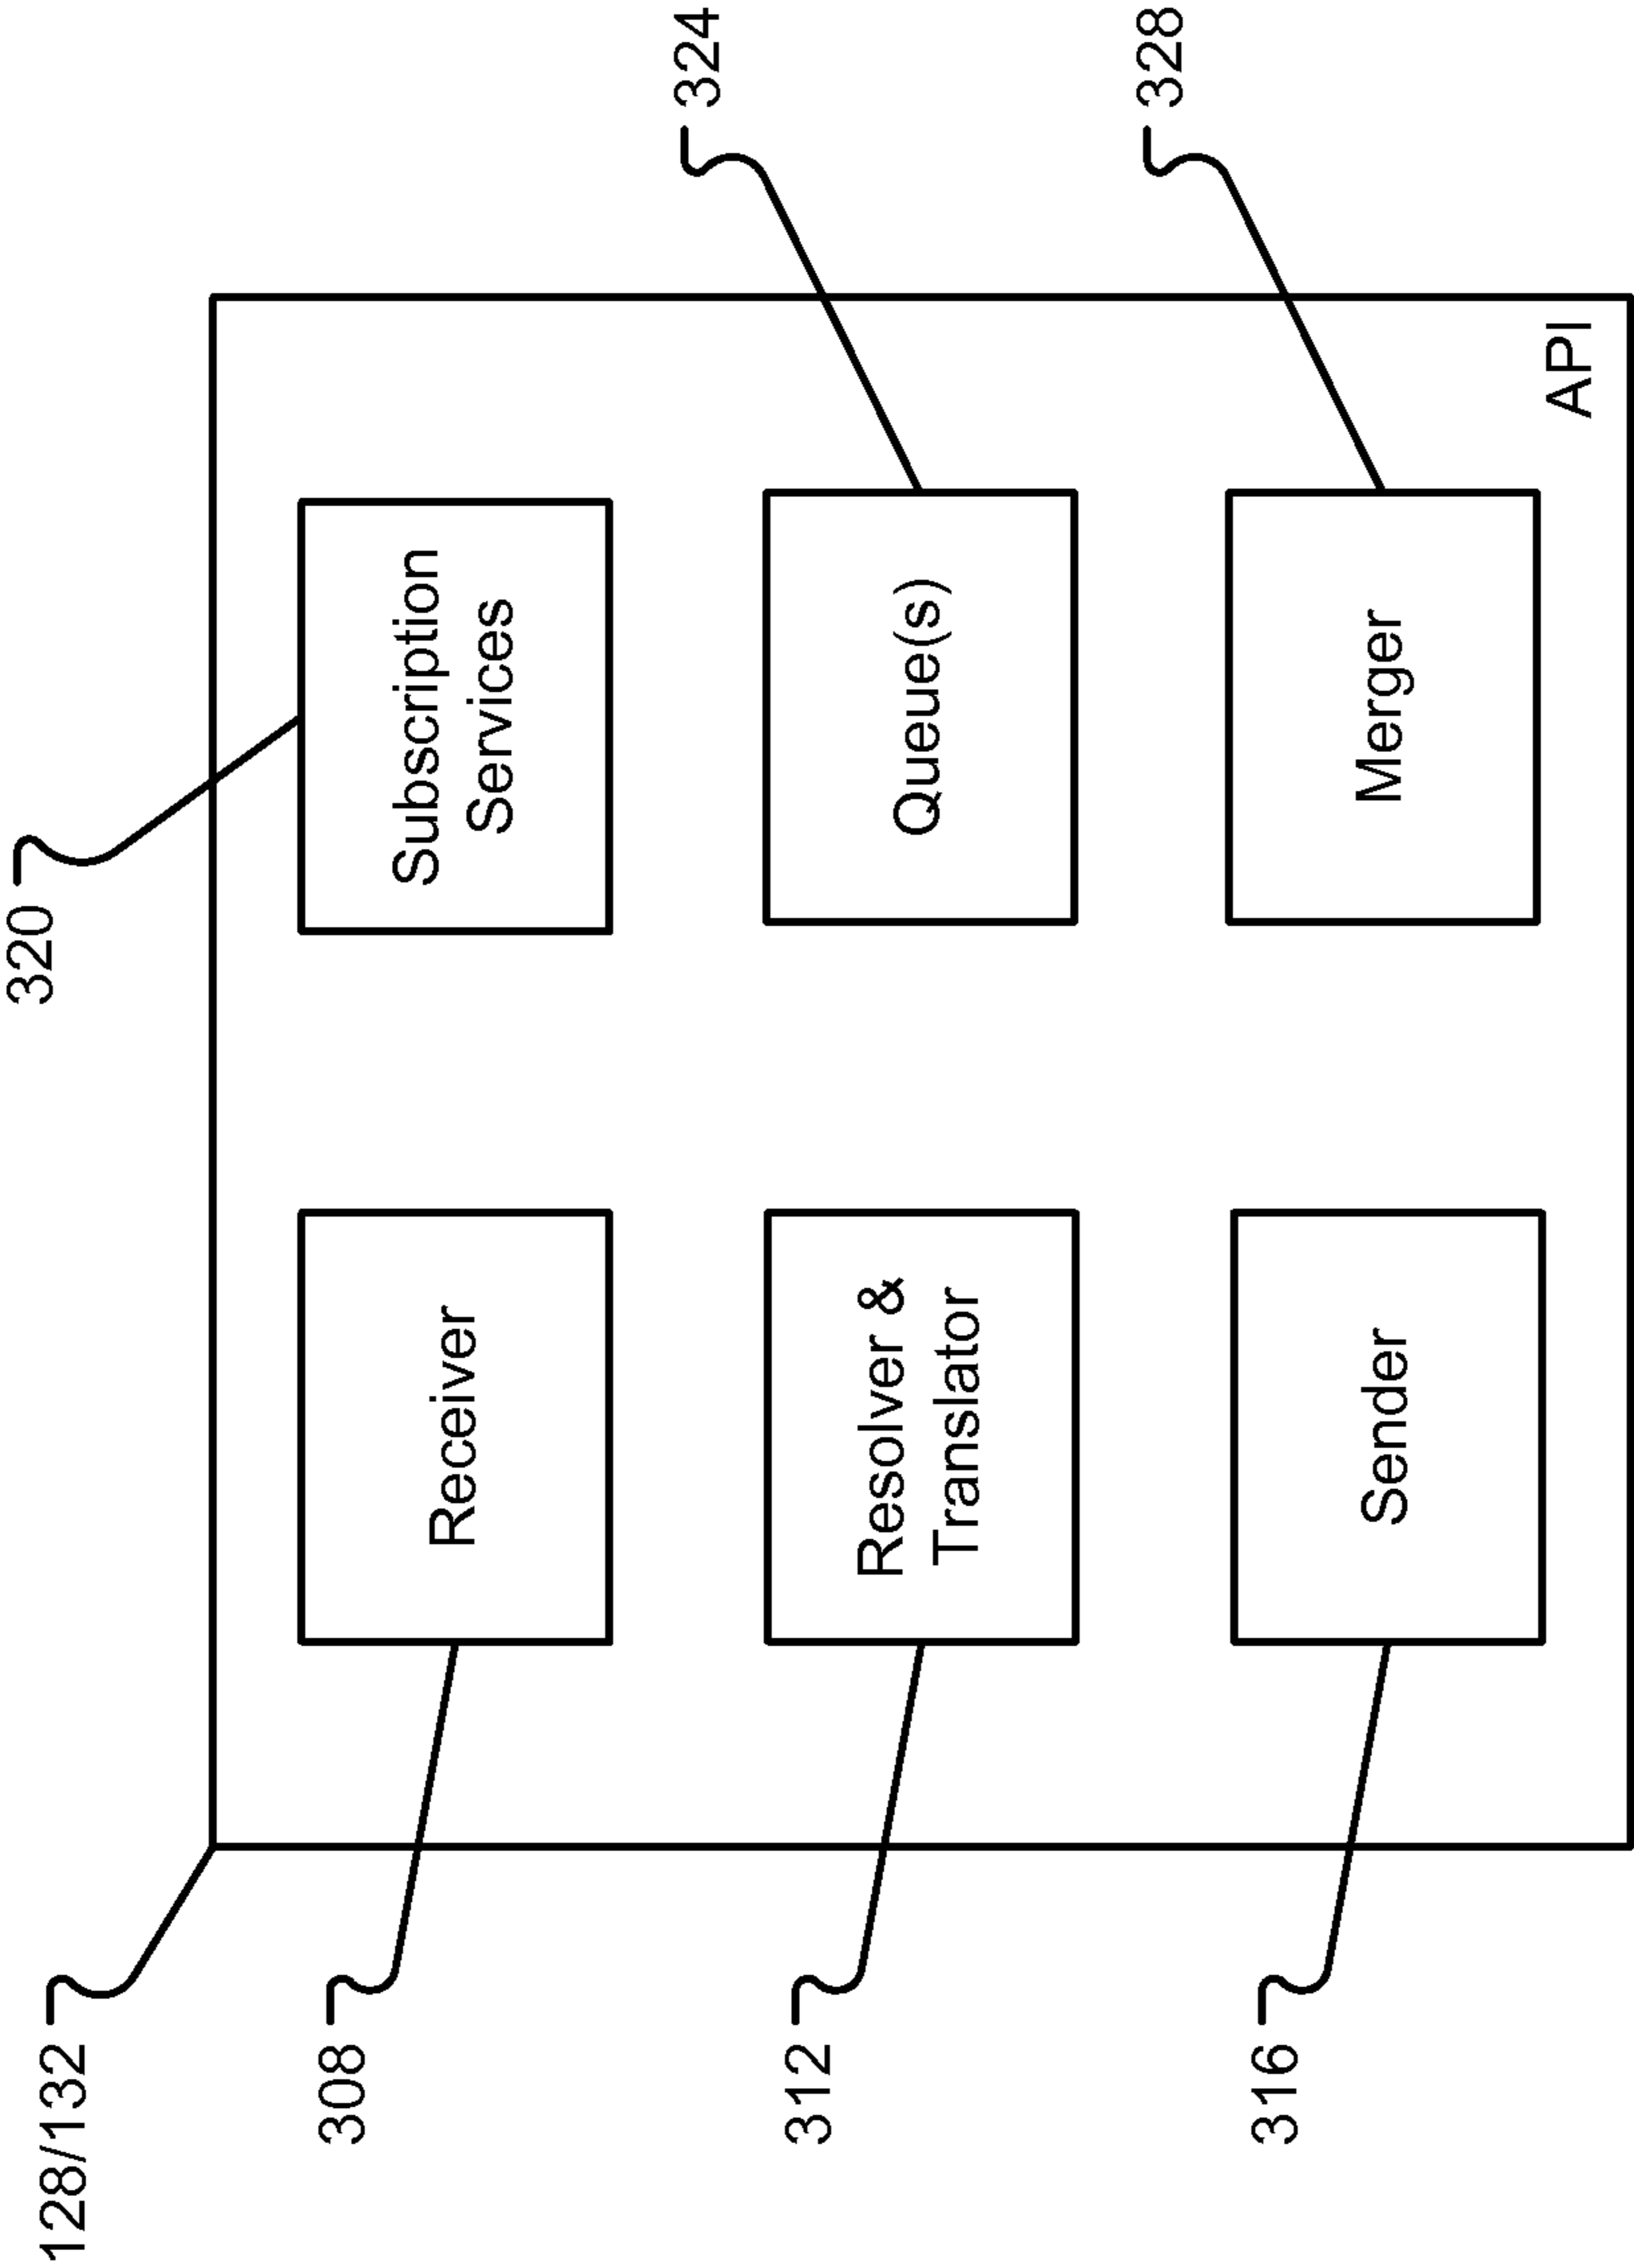 128/132
320
308
Receiver
Subscription
Services
324
312
Resolver &
Translator
Queue(s)
328
316
Sender
Merger
API